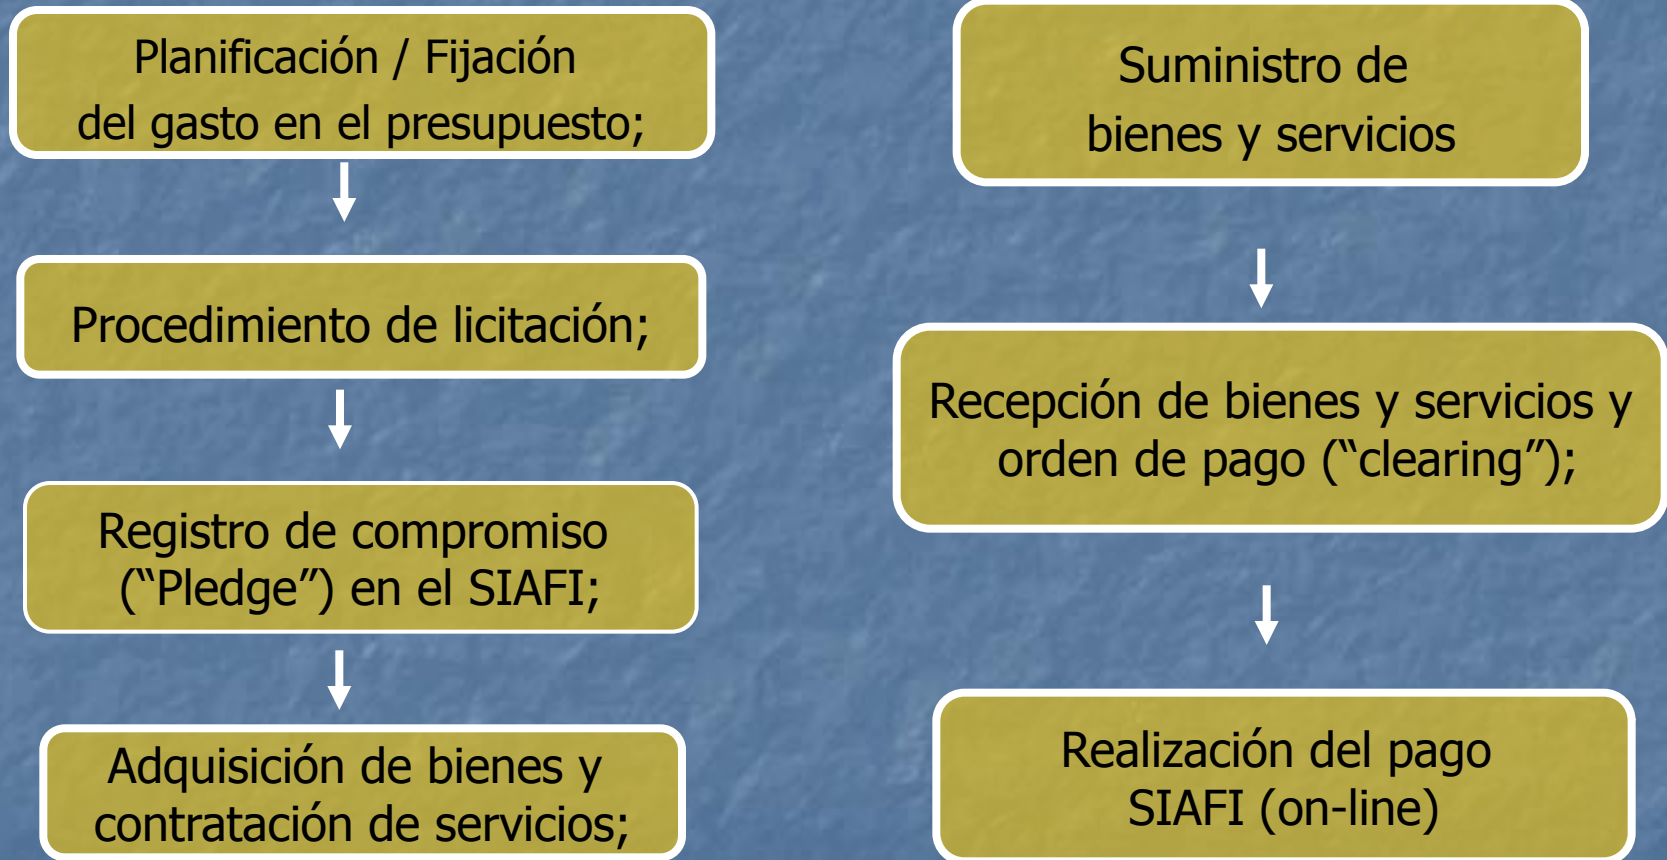 Planificación / Fijación
del gasto en el presupuesto;
Procedimiento de licitación;
Registro de compromiso
(“Pledge”) en el SIAFI;
Adquisición de bienes y
contratación de servicios;
Suministro de
bienes y servicios
Recepción de bienes y servicios y
orden de pago (“clearing”);
Realización del pago
SIAFI (on-line)